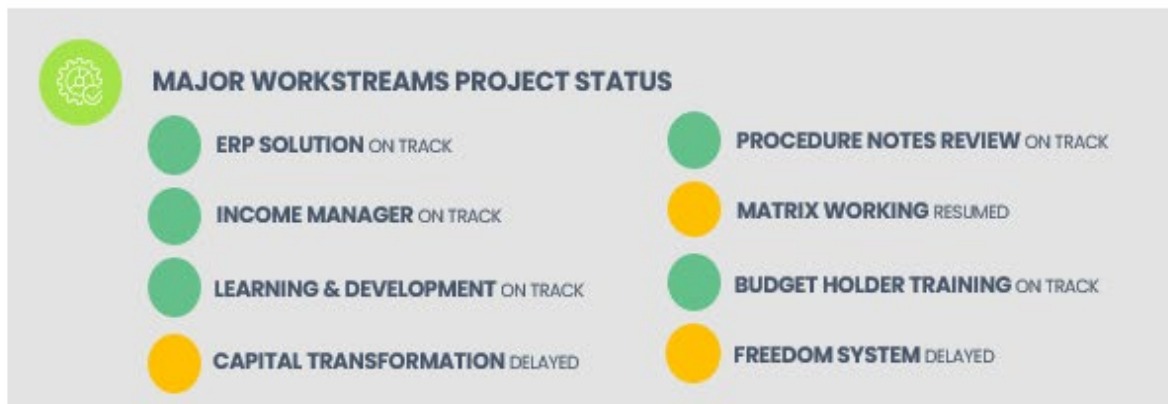 MAJOR WORKSTREAMS PROJECT STATUS
ERP SOLUTION ON TRACK
INCOME MANAGER ON TRACK
LEARNING & DEVELOPMENT ON TRACK
CAPITAL TRANSFORMATION DELAYED
PROCEDURE NOTES REVIEW ON TRACK
MATRIX WORKING RESUMED
BUDGET HOLDER TRAINING ON TRACK
FREEDOM SYSTEM DELAYED